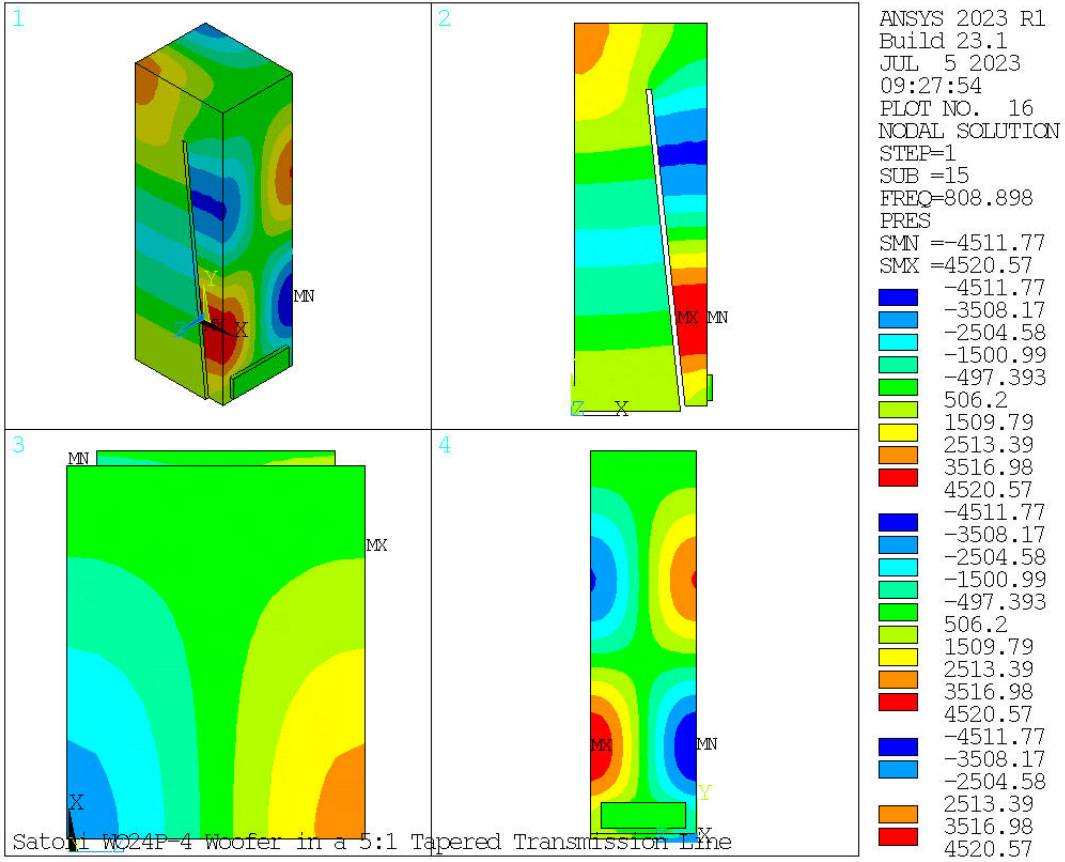 1
2
MX MN
Z X
Y
Z MX X
MN
3
MN
MX
X
4
MX MN
Y
X
Satori WO24P-4 Woofer in a 5:1 Tapered Transmission Line
ANSYS 2023 R1
Build 23.1
JUL 5 2023
09:27:54
PLOT NO. 16
NODAL SOLUTION
STEP=1
SUB =15
FREQ=808.898
PRES
SMN =-4511.77
SMX =4520.57
-4511.77
-3508.17
-2504.58
-1500.99
-497.393
506.2
1509.79
2513.39
3516.98
4520.57
-4511.77
-3508.17
-2504.58
-1500.99
-497.393
506.2
1509.79
2513.39
3516.98
4520.57
-4511.77
-3508.17
-2504.58
2513.39
3516.98
4520.57